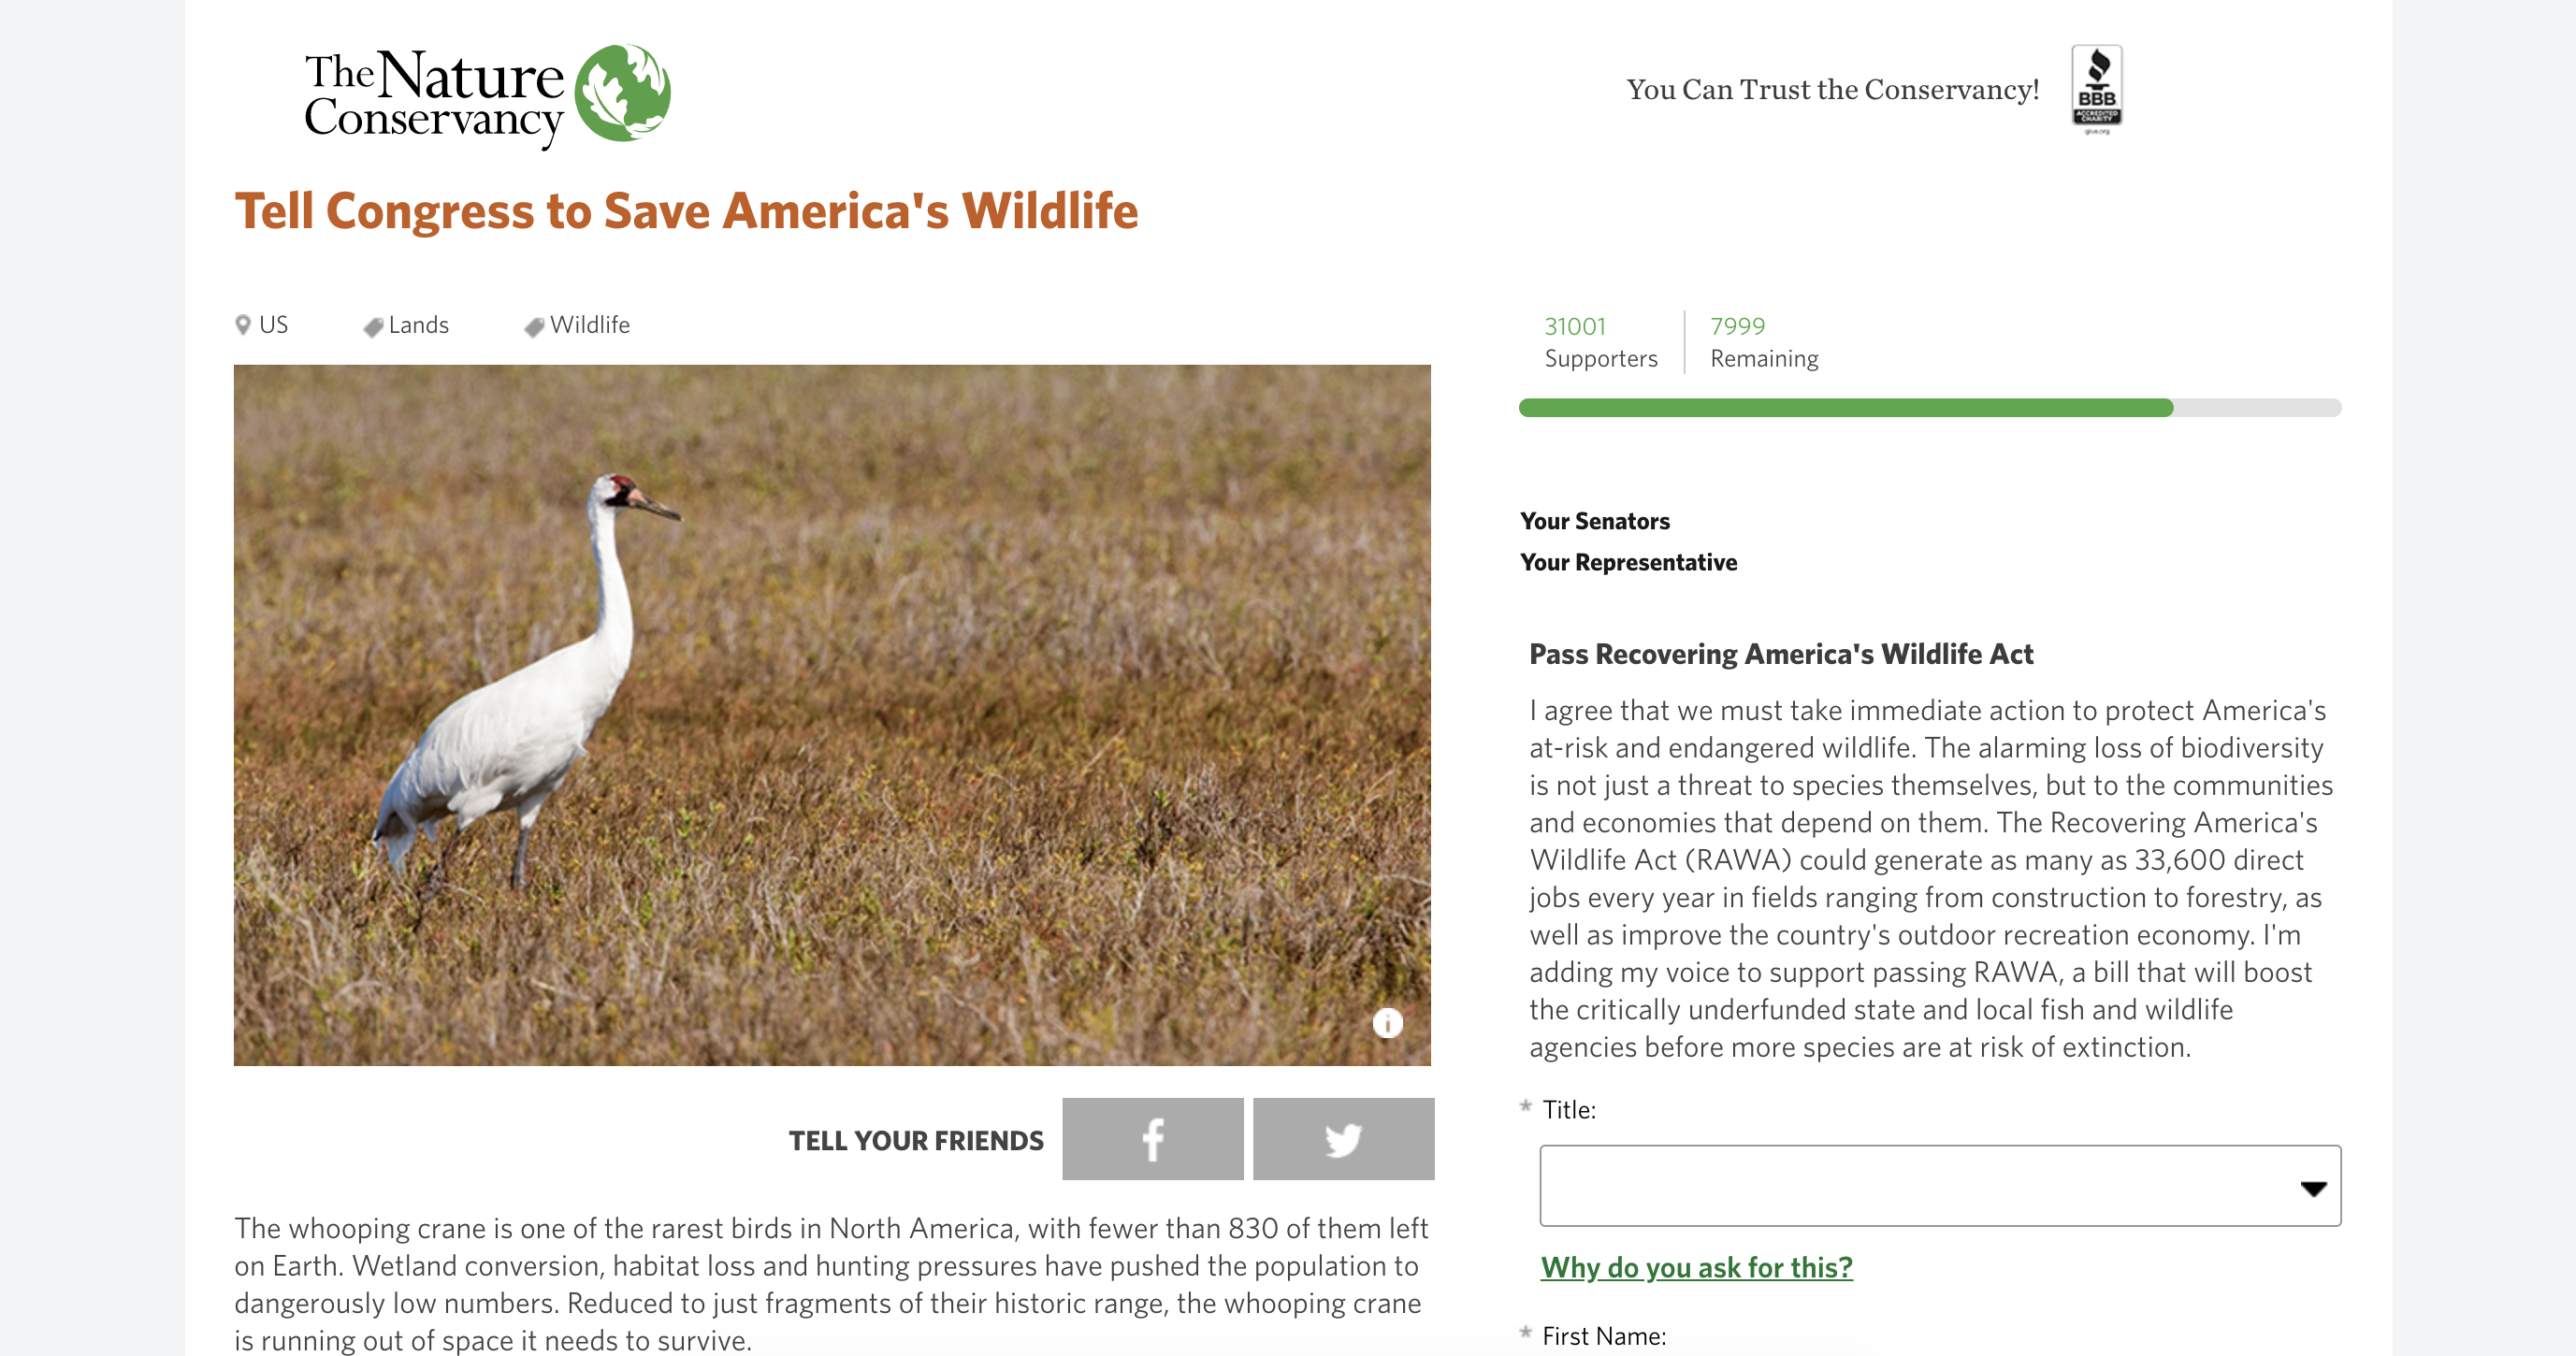 The Nature
Conservancy
You Can Trust the Conservancy!
BBB
ACCREDITED
CHARITY
give.org
Tell Congress to Save America's Wildlife
US
Lands
Wildlife
31001
Supporters
7999
Remaining
Your Senators
Your Representative
Pass Recovering America's Wildlife Act
I agree that we must take immediate action to protect America's
at-risk and endangered wildlife. The alarming loss of biodiversity
is not just a threat to species themselves, but to the communities
and economies that depend on them. The Recovering America's
Wildlife Act (RAWA) could generate as many as 33,600 direct
jobs every year in fields ranging from construction to forestry, as
well as improve the country's outdoor recreation economy. I'm
adding my voice to support passing RAWA, a bill that will boost
the critically underfunded state and local fish and wildlife
agencies before more species are at risk of extinction.
* Title:
Why do you ask for this?
* First Name:
TELL YOUR FRIENDS
The whooping crane is one of the rarest birds in North America, with fewer than 830 of them left
on Earth. Wetland conversion, habitat loss and hunting pressures have pushed the population to
dangerously low numbers. Reduced to just fragments of their historic range, the whooping crane
is running out of space it needs to survive.